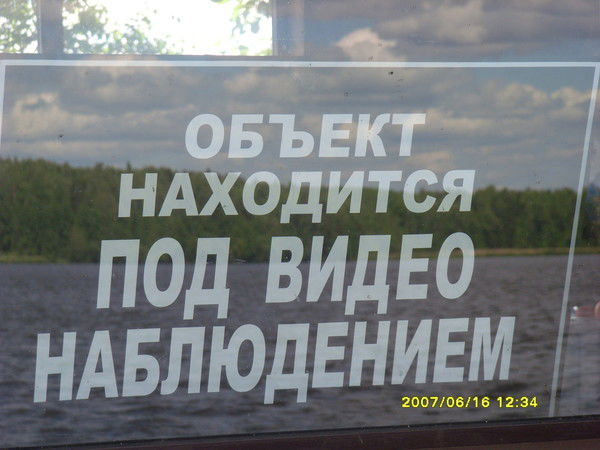 ОБЪЕКТ
НАХОДИТСЯ
ПОД ВИДЕО
НАБЛЮДЕНИЕМ
2007/06/16 12:34